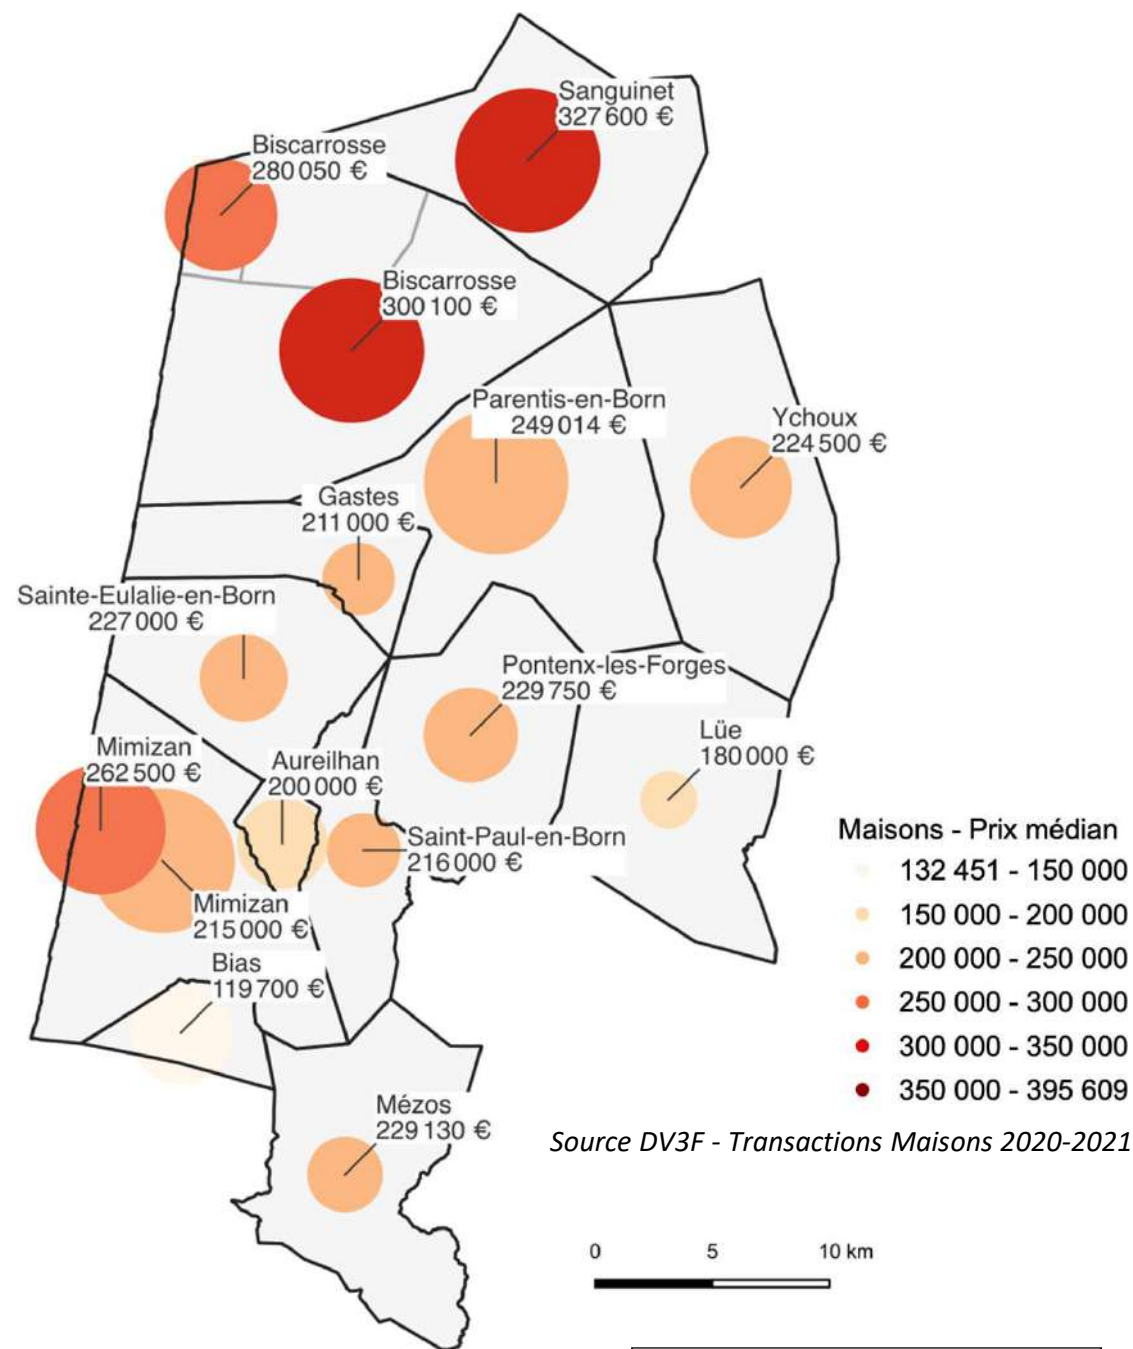 Sanguinet
327 600 €
Biscarrosse
280 050 €
Biscarrosse
300 100 €
Parentis-en-Born
249 014 €
Ychoux
224 500 €
Gastes
211 000 €
Sainte-Eulalie-en-Born
227 000 €
Pontenx-les-Forges
229 750 €
Lüe
180 000 €
Mimizan
262 500 €
Aureilhan
200 000 €
Saint-Paul-en-Born
216 000 €
Mimizan
215 000 €
Bias
119 700 €
Mézos
229 130 €
Maisons - Prix médian
132 451 - 150 000
150 000 - 200 000
200 000 - 250 000
250 000 - 300 000
300 000 - 350 000
350 000 - 395 609
Source DV3F - Transactions Maisons 2020-2021
0 5 10 km